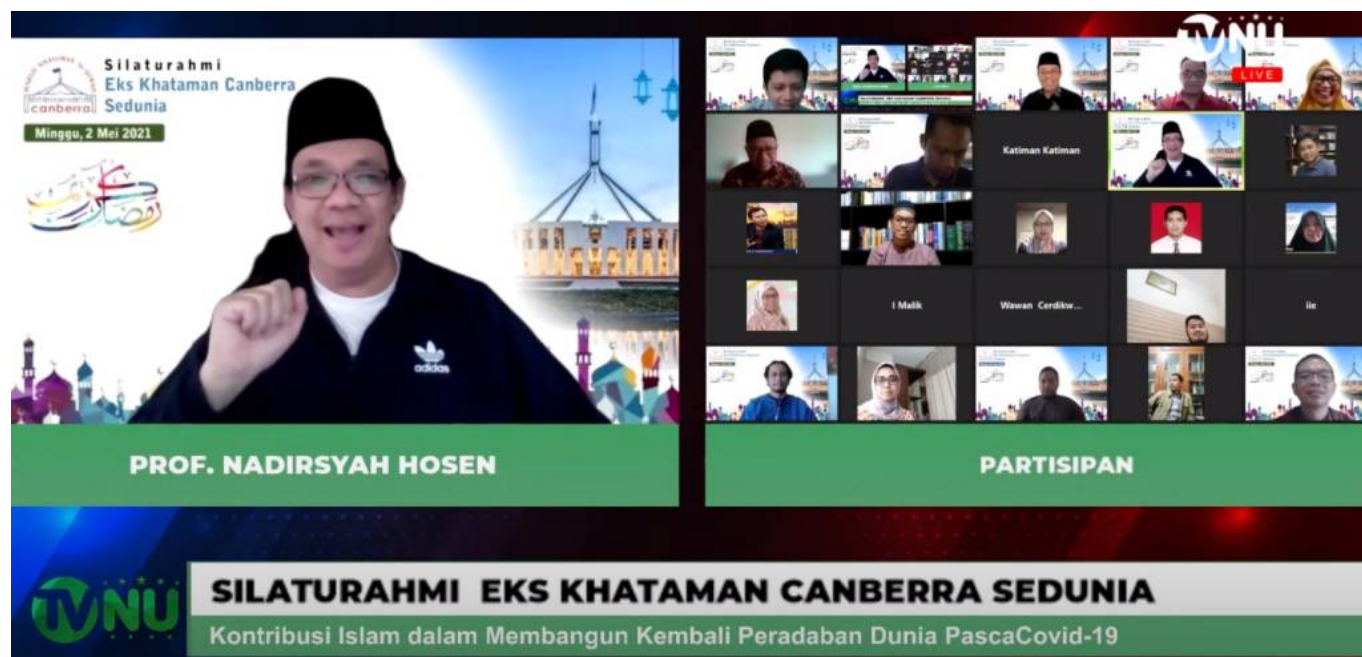 Silaturahmi
Eks Khataman Canberra
Sedunia
canberra
Minggu, 2 Mei 2021
adidas
PROF. NADIRSYAH HOSEN
TVNU
LIVE
Katiman Katiman
I Malik
Wawan Cerdikw...
iie
PARTISIPAN
TVNU
SILATURAHMI EKS KHATAMAN CANBERRA SEDUNIA
Kontribusi Islam dalam Membangun Kembali Peradaban Dunia PascaCovid-19